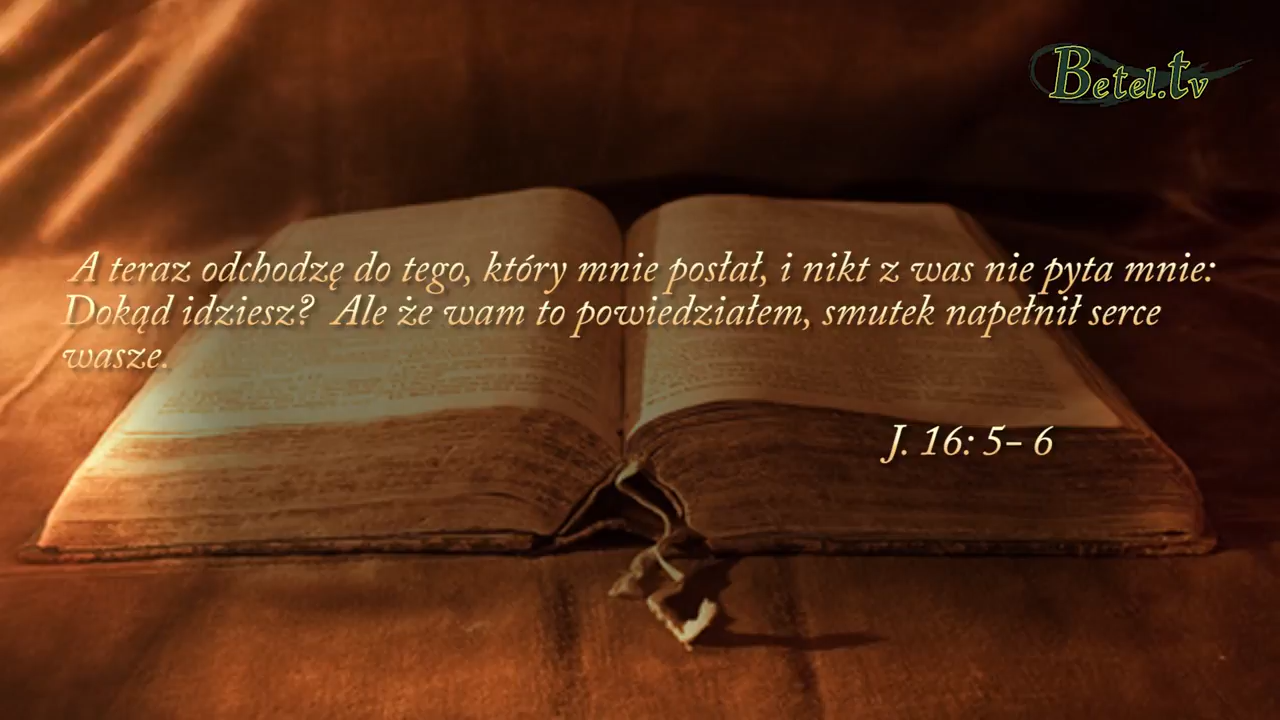 Betel.tv
A teraz odchodzę do tego, który mnie posłał, i nikt z was nie pyta mnie:
Dokąd idziesz?  Ale że wam to powiedziałem, smutek napełnił serce
wasze.
J. 16: 5– 6